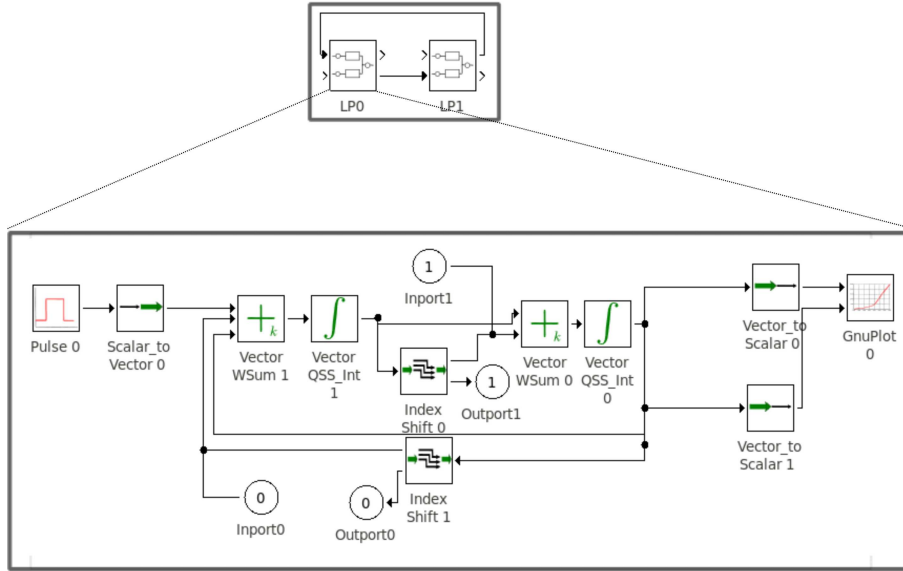 LP0
LP1
1
Inport1
Pulse 0
Scalar_to
Vector 0
+k
Vector
WSum 1
∫
Vector
QSS_Int
1
Index
Shift 0
1
Outport1
+k
Vector
WSum 0
∫
Vector
QSS_Int
0
Vector_to
Scalar 0
GnuPlot
0
Vector_to
Scalar 1
0
Inport0
0
Outport0
Index
Shift 1